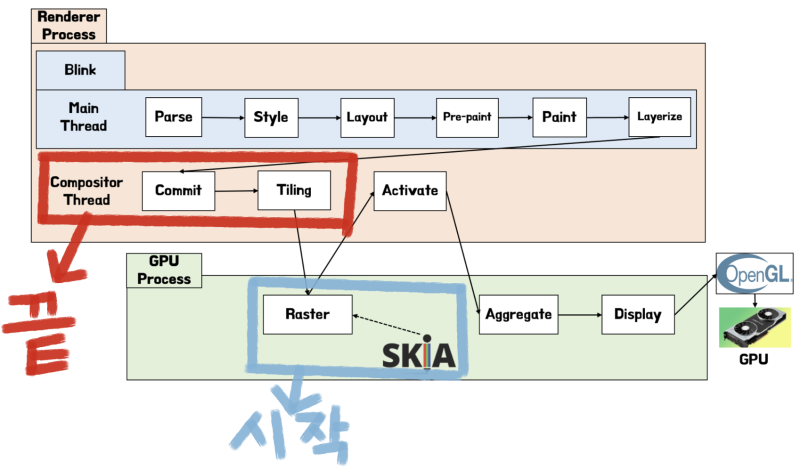 Renderer
Process
Blink
Main
Thread
Parse
Style
Layout
Pre-paint
Paint
Layerize
Compositor
Thread
Commit
Tiling
Activate
끝
GPU
Process
Raster
SKiA
Aggregate
Display
OpenGL.
GPU
시작